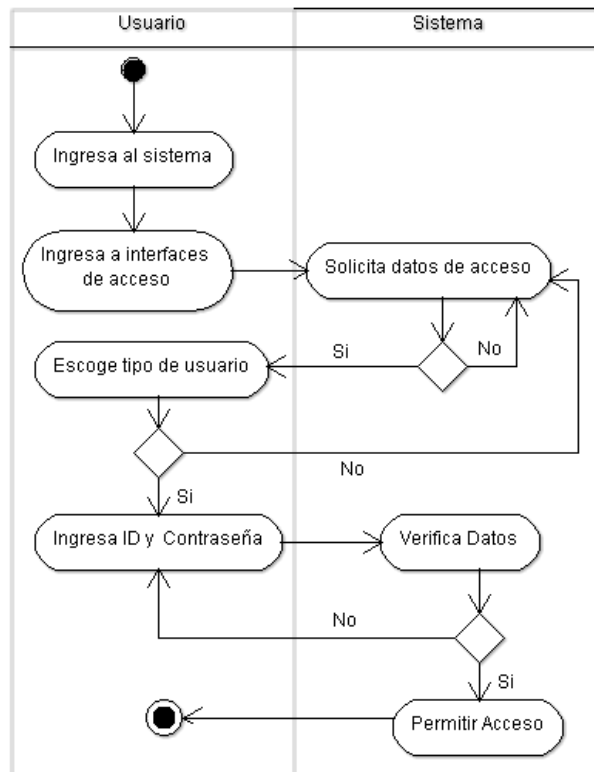 Usuario
Sistema
Ingresa al sistema
Ingresa a interfaces
de acceso
Solicita datos de acceso
Si
No
Escoge tipo de usuario
No
Si
Ingresa ID y Contraseña
Verifica Datos
No
Si
Permitir Acceso